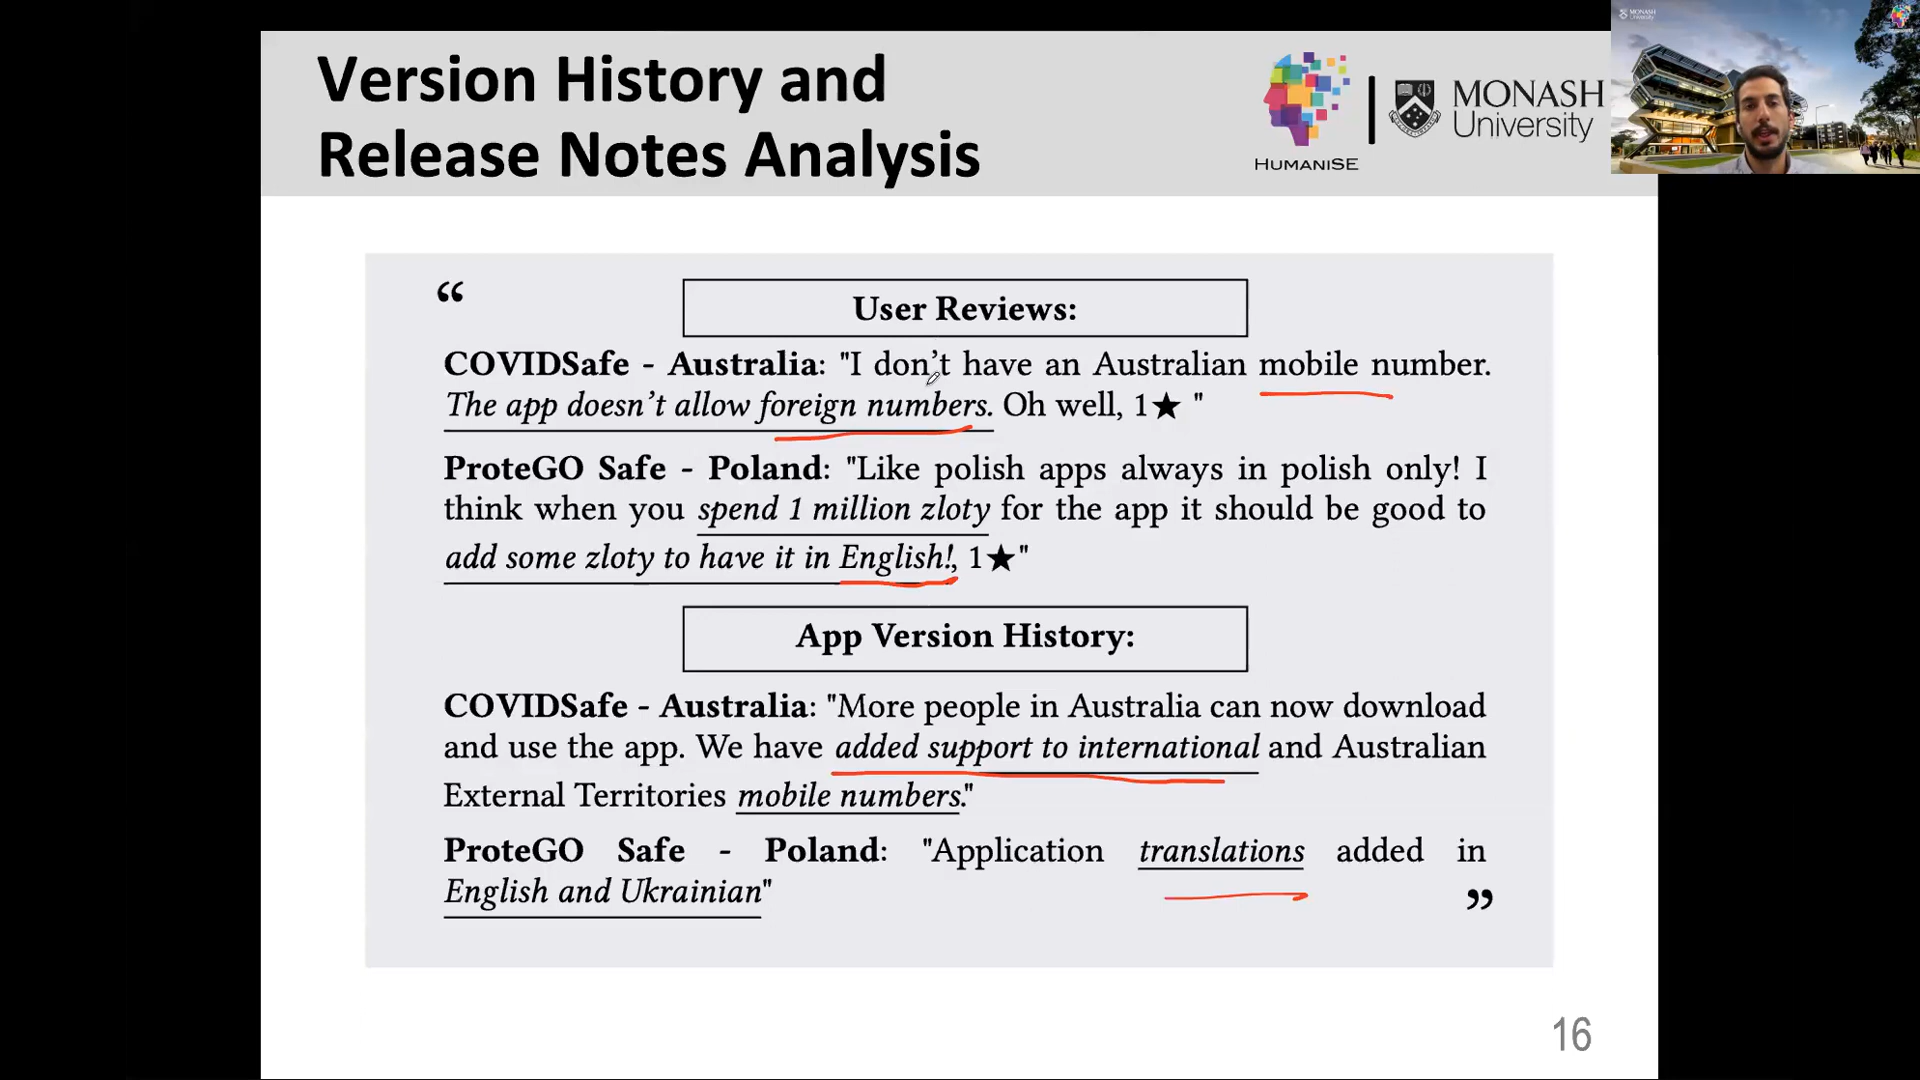 Version History and
Release Notes Analysis
HUMANISE
MONASH
University
MONASH
University
“
User Reviews:
COVIDSafe - Australia: "I don’t have an Australian mobile number.
The app doesn’t allow foreign numbers. Oh well, 1★ "
ProteGO Safe - Poland: "Like polish apps always in polish only! I
think when you spend 1 million zloty for the app it should be good to
add some zloty to have it in English!, 1★"
App Version History:
COVIDSafe - Australia: "More people in Australia can now download
and use the app. We have added support to international and Australian
External Territories mobile numbers."
ProteGO Safe - Poland: "Application translations added in
English and Ukrainian"
”
16